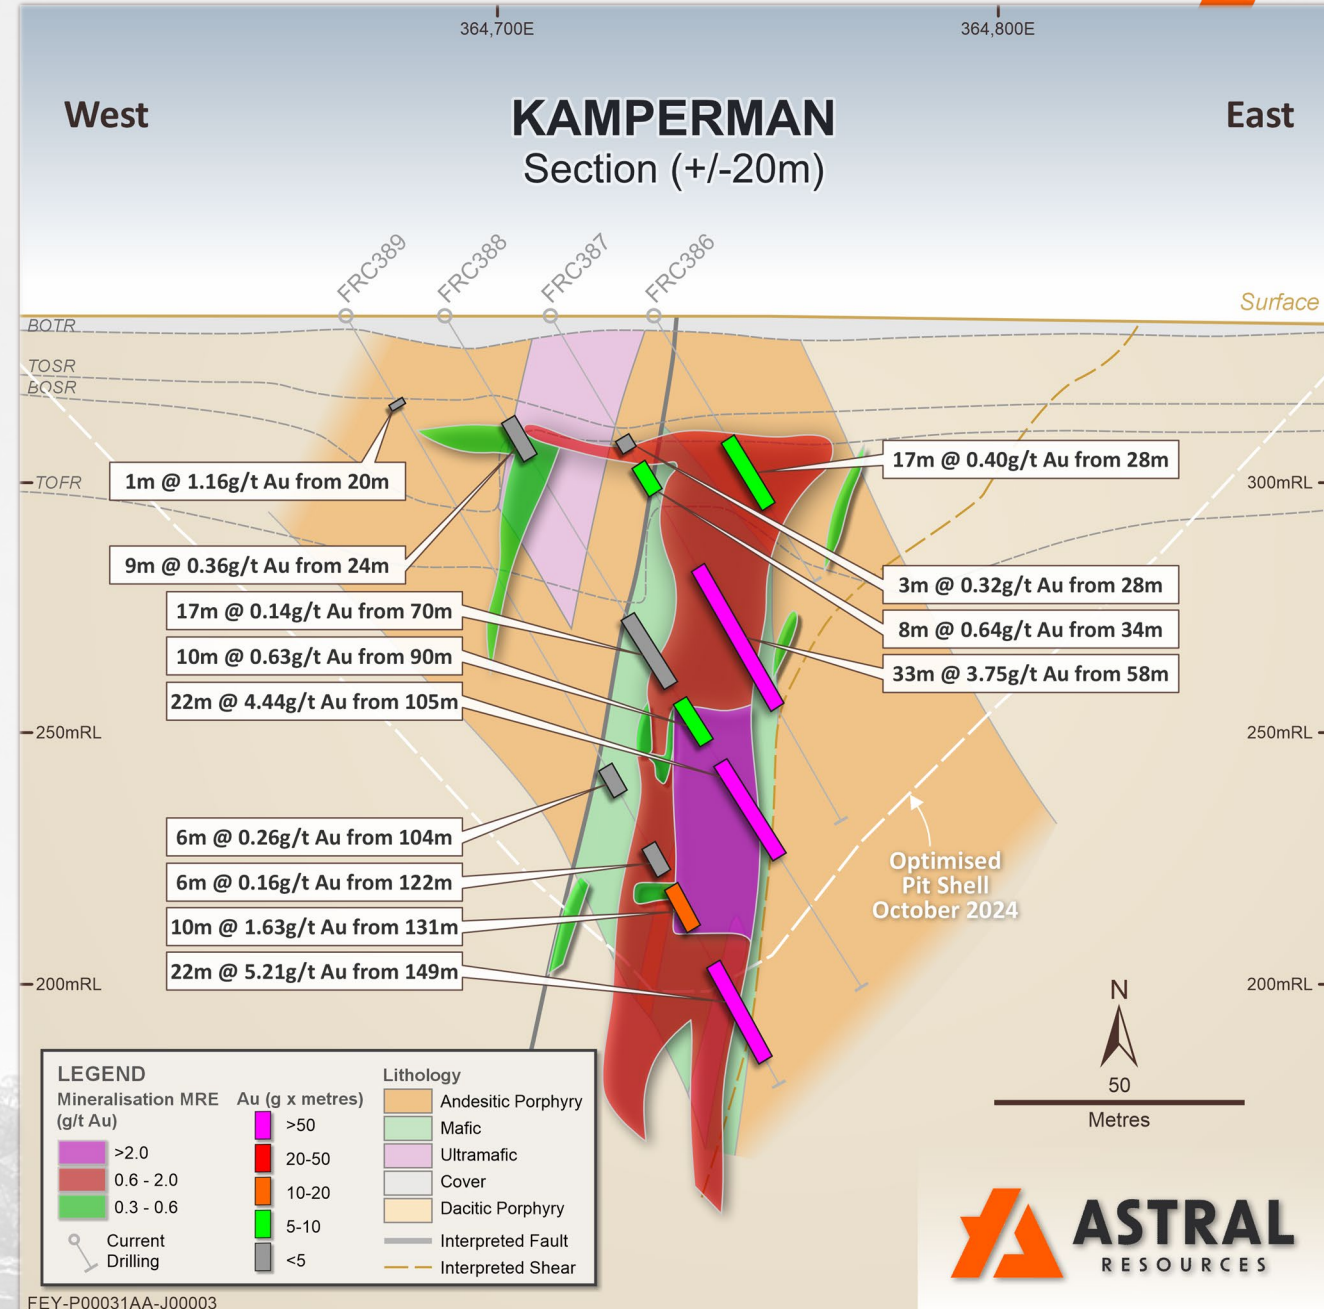 364,700E
364,800E
West
KAMPERMAN
East
Section (+/-20m)
FRC389
FRC388
FRC387
FRC386
Surface
BOTR
TOSR
BOSR
TOFR
1m @ 1.16g/t Au from 20m
9m @ 0.36g/t Au from 24m
17m @ 0.14g/t Au from 70m
10m @ 0.63g/t Au from 90m
22m @ 4.44g/t Au from 105m
6m @ 0.26g/t Au from 104m
6m @ 0.16g/t Au from 122m
10m @ 1.63g/t Au from 131m
22m @ 5.21g/t Au from 149m
17m @ 0.40g/t Au from 28m
3m @ 0.32g/t Au from 28m
8m @ 0.64g/t Au from 34m
33m @ 3.75g/t Au from 58m
300mRL
250mRL
250mRL
200mRL
200mRL
Optimised
Pit Shell
October 2024
N
50
Metres
LEGEND
Mineralisation MRE
(g/t Au)
>2.0
0.6 - 2.0
0.3 - 0.6
Current
Drilling
Au (g x metres)
>50
20-50
10-20
5-10
<5
Lithology
Andesitic Porphyry
Mafic
Ultramafic
Cover
Dacitic Porphyry
Interpreted Fault
Interpreted Shear
ASTRAL
RESOURCES
FEY-P00031AA-J00003